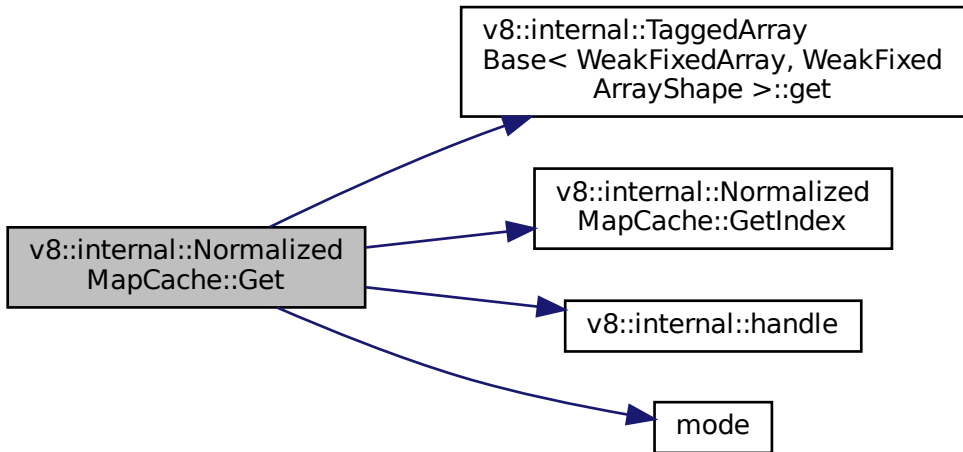 v8::internal::TaggedArray
Base< WeakFixedArray, WeakFixed
ArrayShape >::get
v8::internal::Normalized
MapCache::GetIndex
v8::internal::Normalized
MapCache::Get
v8::internal::handle
mode